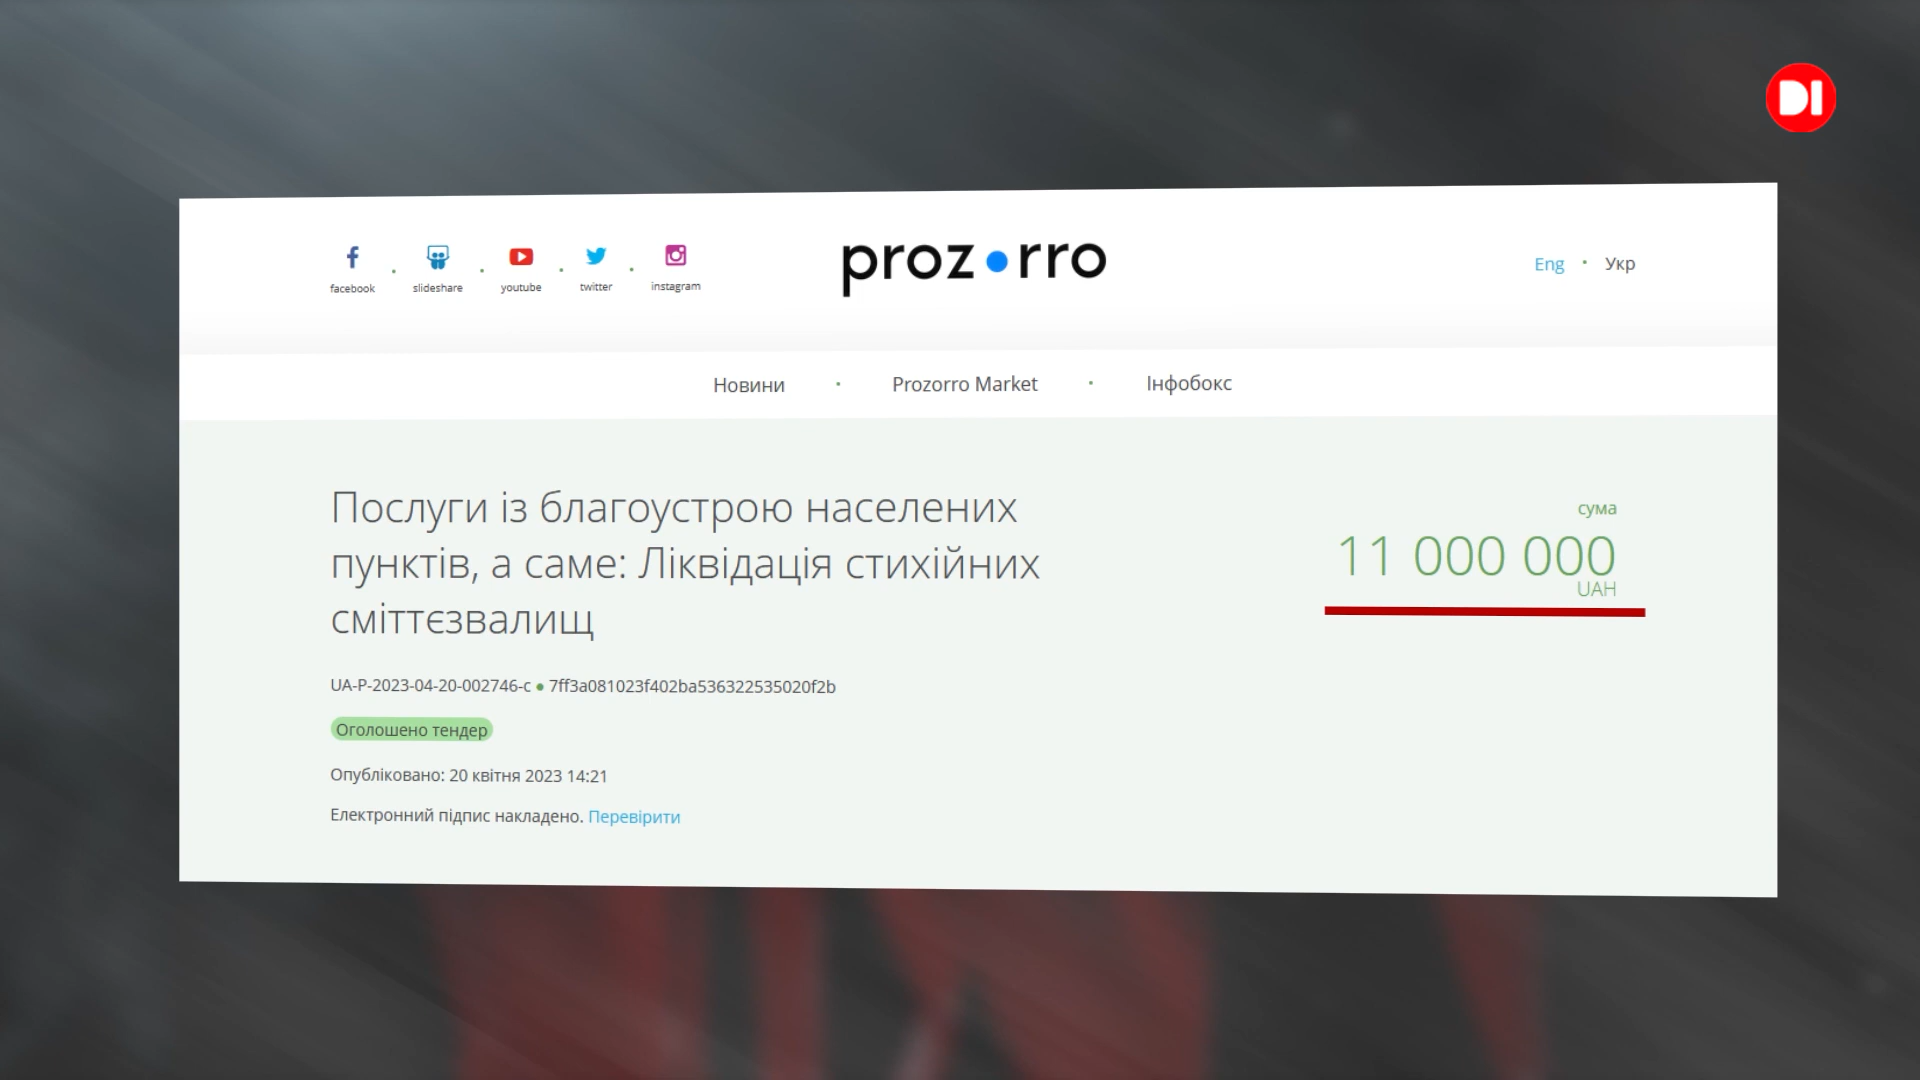 DI
facebook
slideshare
youtube
twitter
instagram
proz rro
Eng • Укр
Новини • Prozorro Market • Інфобокс
Послуги із благоустрою населених
пунктів, а саме: Ліквідація стихійних
сміттєзвалищ
сума
11 000 000
UAH
UA-P-2023-04-20-002746-c ● 7ff3a081023f402ba536322535020f2b
Оголошено тендер
Опубліковано: 20 квітня 2023 14:21
Електронний підпис накладено. Перевірити